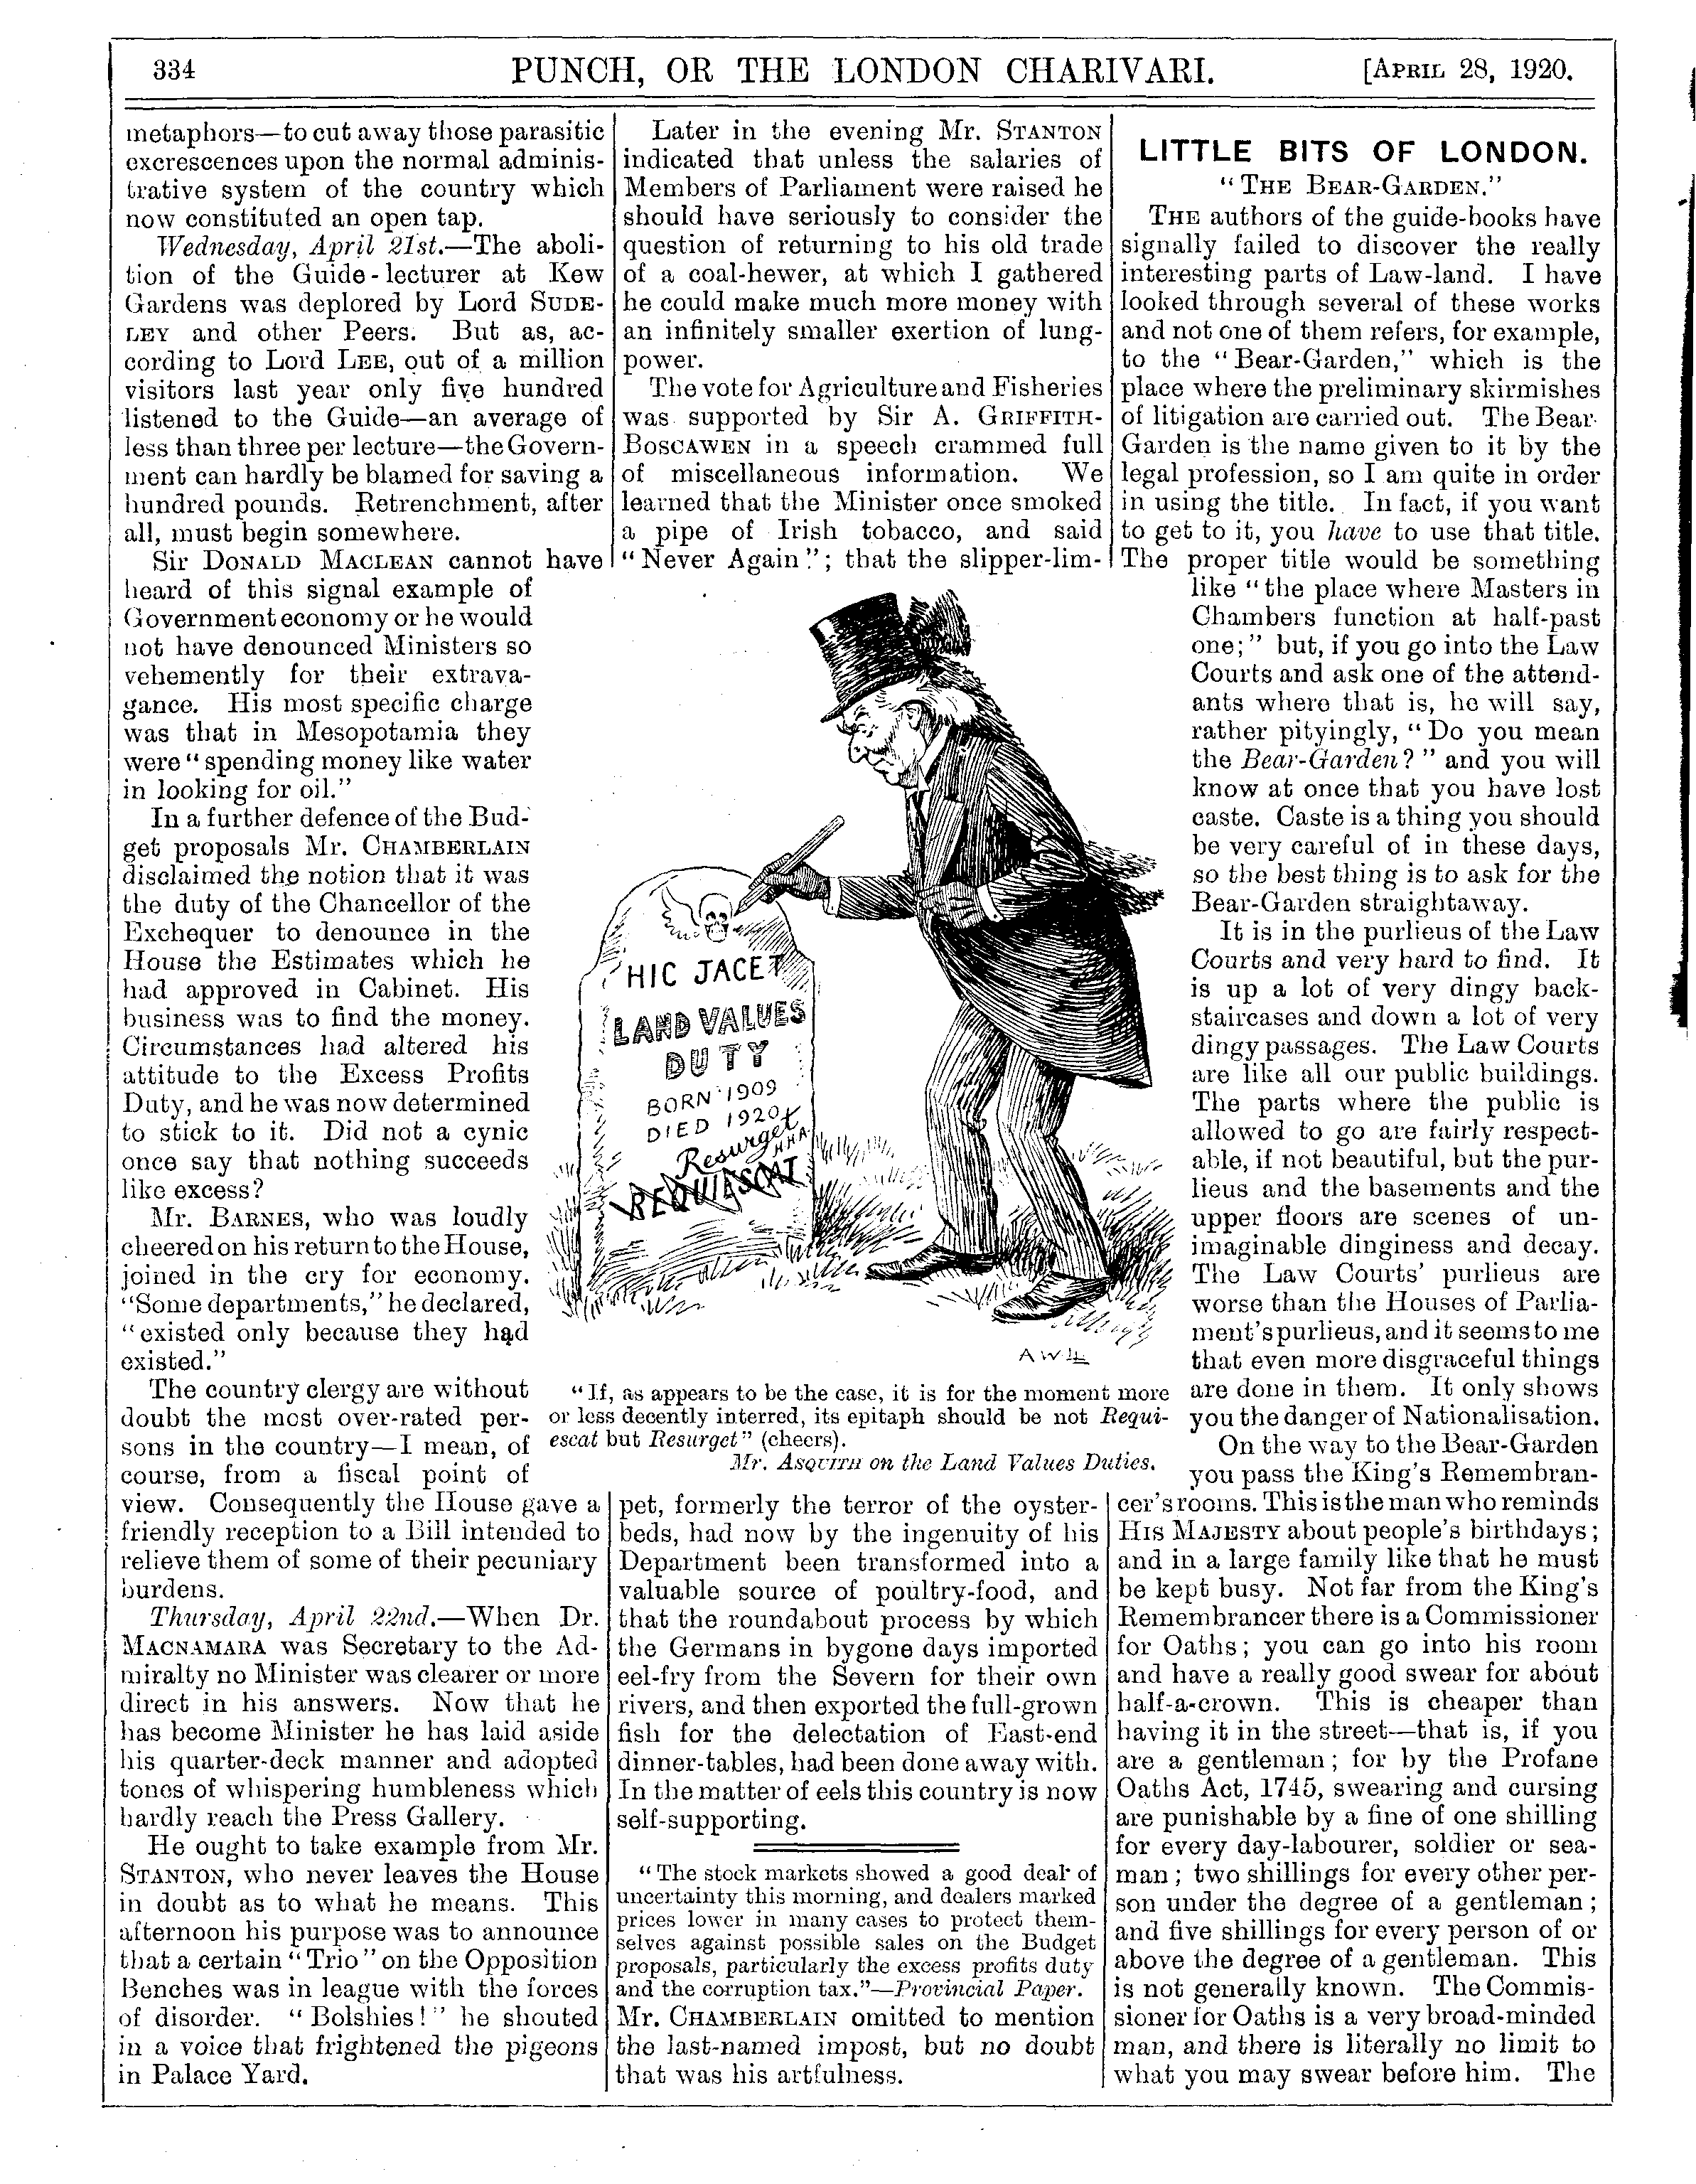 334
PUNCH, OR THE LONDON CHARIVARI.
[APRIL 28, 1920.
metaphors—to cut away those parasitic
excrescences upon the normal adminis-
trative system of the country which
now constituted an open tap.
Wednesday, April 21st.—The aboli-
tion of the Guide-lecturer at Kew
Gardens was deplored by Lord SUDE-
LEY and other Peers. But as, ac-
cording to Lord LEE, out of a million
visitors last year only five hundred
listened to the Guide—an average of
less than three per lecture—the Govern-
ment can hardly be blamed for saving a
hundred pounds. Retrenchment, after
all, must begin somewhere.
Sir DONALD MACLEAN cannot have
heard of this signal example of
Government economy or he would
not have denounced Ministers so
vehemently for their extrava-
gance. His most specific charge
was that in Mesopotamia they
were "spending money like water
in looking for oil."
In a further defence of the Bud-
get proposals Mr. CHAMBERLAIN
disclaimed the notion that it was
the duty of the Chancellor of the
Exchequer to denounce in the
House the Estimates which he
had approved in Cabinet. His
business was to find the money.
Circumstances had altered his
attitude to the Excess Profits
Duty, and he was now determined
to stick to it. Did not a cynic
once say that nothing succeeds
like excess?
Mr. BARNES, who was loudly
cheered on his return to the House,
joined in the cry for economy.
"Some departments," he declared,
"existed only because they had
existed."
The country clergy are without
doubt the most over-rated per-
sons in the country—I mean, of
course, from a fiscal point of
view. Consequently the House gave a
friendly reception to a Bill intended to
relieve them of some of their pecuniary
burdens.
Thursday, April 22nd.—When Dr.
MACNAMARA was Secretary to the Ad-
miralty no Minister was clearer or more
direct in his answers. Now that he
has become Minister he has laid aside
his quarter-deck manner and adopted
tones of whispering humbleness which
hardly reach the Press Gallery.
He ought to take example from Mr.
STANTON, who never leaves the House
in doubt as to what he means. This
afternoon his purpose was to announce
that a certain "Trio" on the Opposition
Benches was in league with the forces
of disorder. "Bolshies!" he shouted
in a voice that frightened the pigeons
in Palace Yard.
Later in the evening Mr. STANTON
indicated that unless the salaries of
Members of Parliament were raised he
should have seriously to consider the
question of returning to his old trade
of a coal-hewer, at which I gathered
he could make much more money with
an infinitely smaller exertion of lung-
power.
The vote for Agriculture and Fisheries
was supported by Sir A. GRIFFITH-
BOSCAWEN in a speech crammed full
of miscellaneous information. We
learned that the Minister once smoked
a pipe of Irish tobacco, and said
"Never Again"; that the slipper-lim-
HIC JACET
LAND VALUES
DUTY
BORN 1909
DIED 1920
Resurget
HHA
REQUIESCAT
AWLL
"If, as appears to be the case, it is for the moment more
or less decently interred, its epitaph should be not Requi-
escat but Resurget" (cheers).
Mr. ASQUITH on the Land Values Duties.
pet, formerly the terror of the oyster-
beds, had now by the ingenuity of his
Department been transformed into a
valuable source of poultry-food, and
that the roundabout process by which
the Germans in bygone days imported
eel-fry from the Severn for their own
rivers, and then exported the full-grown
fish for the delectation of East-end
dinner-tables, had been done away with.
In the matter of eels this country is now
self-supporting.
"The stock markets showed a good deal of
uncertainty this morning, and dealers marked
prices lower in many cases to protect them-
selves against possible sales on the Budget
proposals, particularly the excess profits duty
and the corruption tax."—Provincial Paper.
Mr. CHAMBERLAIN omitted to mention
the last-named impost, but no doubt
that was his artfulness.
LITTLE BITS OF LONDON.
"THE BEAR-GARDEN."
THE authors of the guide-books have
signally failed to discover the really
interesting parts of Law-land. I have
looked through several of these works
and not one of them refers, for example,
to the "Bear-Garden," which is the
place where the preliminary skirmishes
of litigation are carried out. The Bear-
Garden is the name given to it by the
legal profession, so I am quite in order
in using the title. In fact, if you want
to get to it, you have to use that title.
The proper title would be something
like "the place where Masters in
Chambers function at half-past
one;" but, if you go into the Law
Courts and ask one of the attend-
ants where that is, he will say,
rather pityingly, "Do you mean
the Bear-Garden?" and you will
know at once that you have lost
caste. Caste is a thing you should
be very careful of in these days,
so the best thing is to ask for the
Bear-Garden straightaway.
It is in the purlieus of the Law
Courts and very hard to find. It
is up a lot of very dingy back-
staircases and down a lot of very
dingy passages. The Law Courts
are like all our public buildings.
The parts where the public is
allowed to go are fairly respect-
able, if not beautiful, but the pur-
lieus and the basements and the
upper floors are scenes of un-
imaginable dinginess and decay.
The Law Courts' purlieus are
worse than the Houses of Parlia-
ment's purlieus, and it seems to me
that even more disgraceful things
are done in them. It only shows
you the danger of Nationalisation.
On the way to the Bear-Garden
you pass the King's Remembran-
cer's rooms. This is the man who reminds
HIS MAJESTY about people's birthdays;
and in a large family like that he must
be kept busy. Not far from the King's
Remembrancer there is a Commissioner
for Oaths; you can go into his room
and have a really good swear for about
half-a-crown. This is cheaper than
having it in the street—that is, if you
are a gentleman; for by the Profane
Oaths Act, 1745, swearing and cursing
are punishable by a fine of one shilling
for every day-labourer, soldier or sea-
man; two shillings for every other per-
son under the degree of a gentleman;
and five shillings for every person of or
above the degree of a gentleman. This
is not generally known. The Commis-
sioner for Oaths is a very broad-minded
man, and there is literally no limit to
what you may swear before him. The